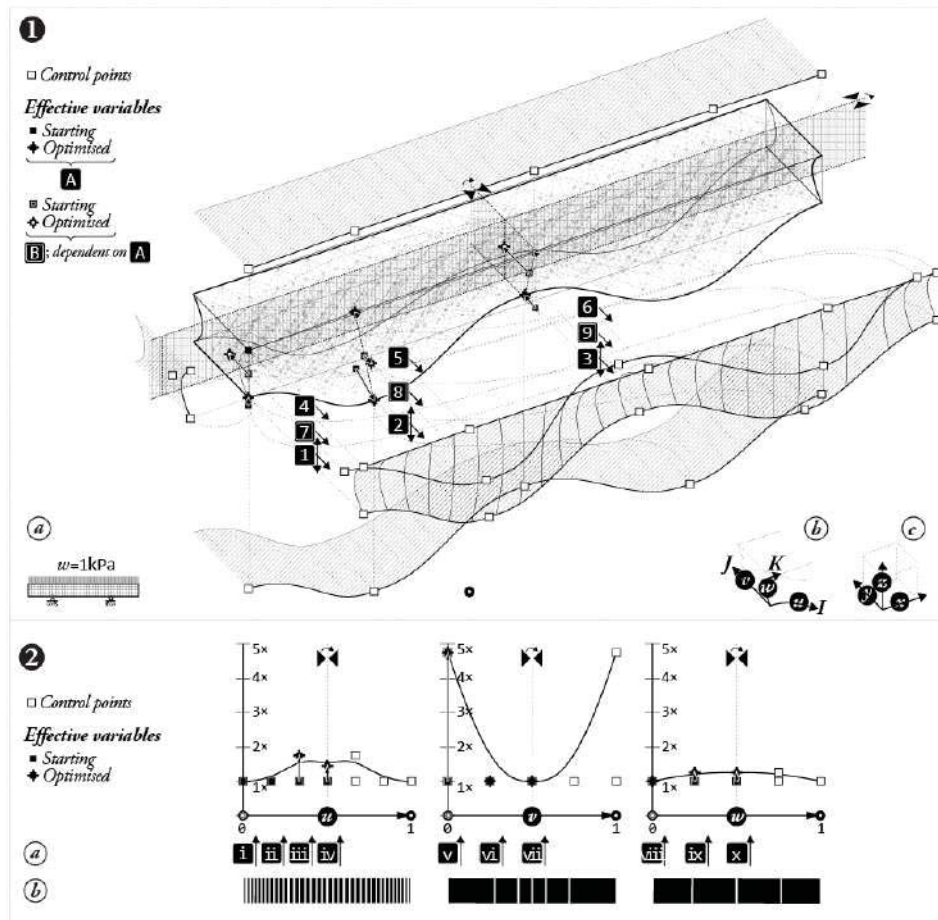 1
Control points
Effective variables
Starting
Optimised
A
Starting
Optimised
B; dependent on A
6
9
3
5
8
2
4
7
1
a
w=1kPa
b
J
K
v
w
u
I
c
z
y
x
2
Control points
Effective variables
Starting
Optimised
5×
4×
3×
2×
1×
0
u
1
5×
4×
3×
2×
1×
0
v
1
5×
4×
3×
2×
1×
0
w
1
a
i
ii
iii
iv
v
vi
vii
viii
ix
x
b